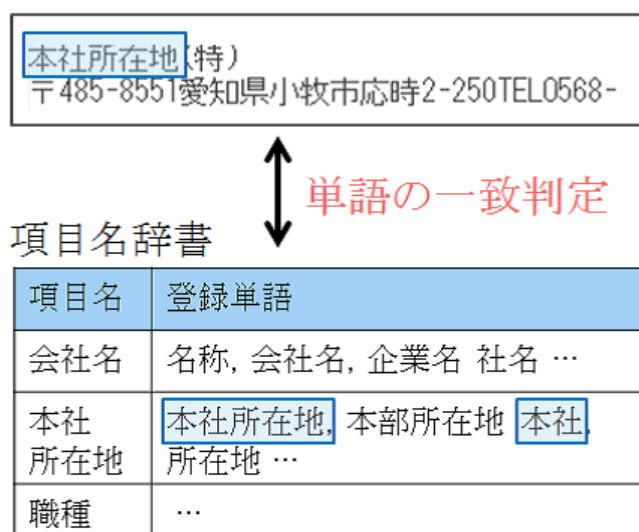 本社所在地(特)
〒485-8551愛知県小牧市応時2-250TEL0568-
単語の一致判定
項目名辞書
項目名 登録単語
会社名 名称, 会社名, 企業名 社名 …
本社 本社所在地, 本部所在地 本社,
所在地 所在地 …
職種 …